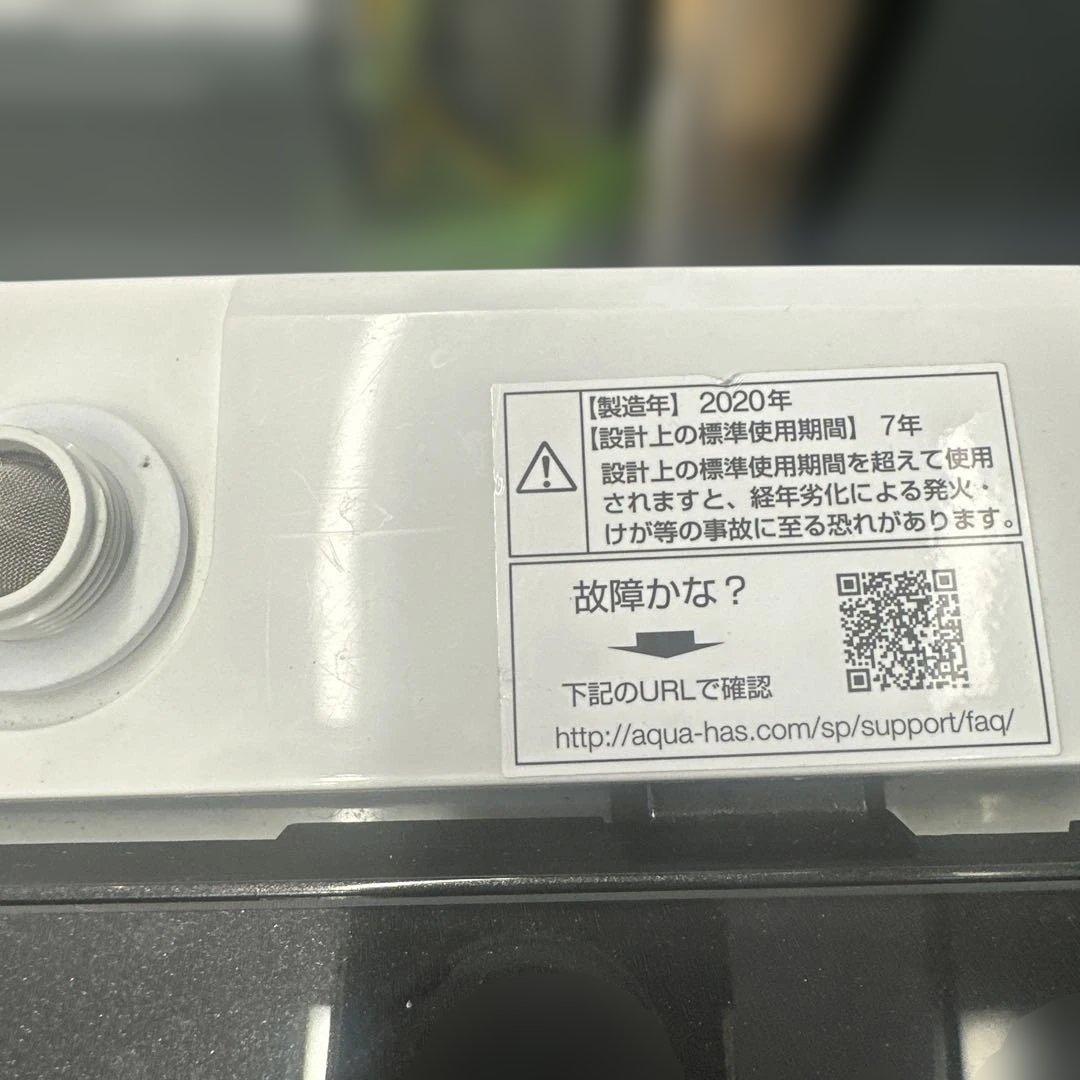 【製造年】 2020年
【設計上の標準使用期間】 7年
設計上の標準使用期間を超えて使用
されますと、経年劣化による発火・
けが等の事故に至る恐れがあります。
故障かな？
下記のURLで確認
http://aqua-has.com/sp/support/faq/